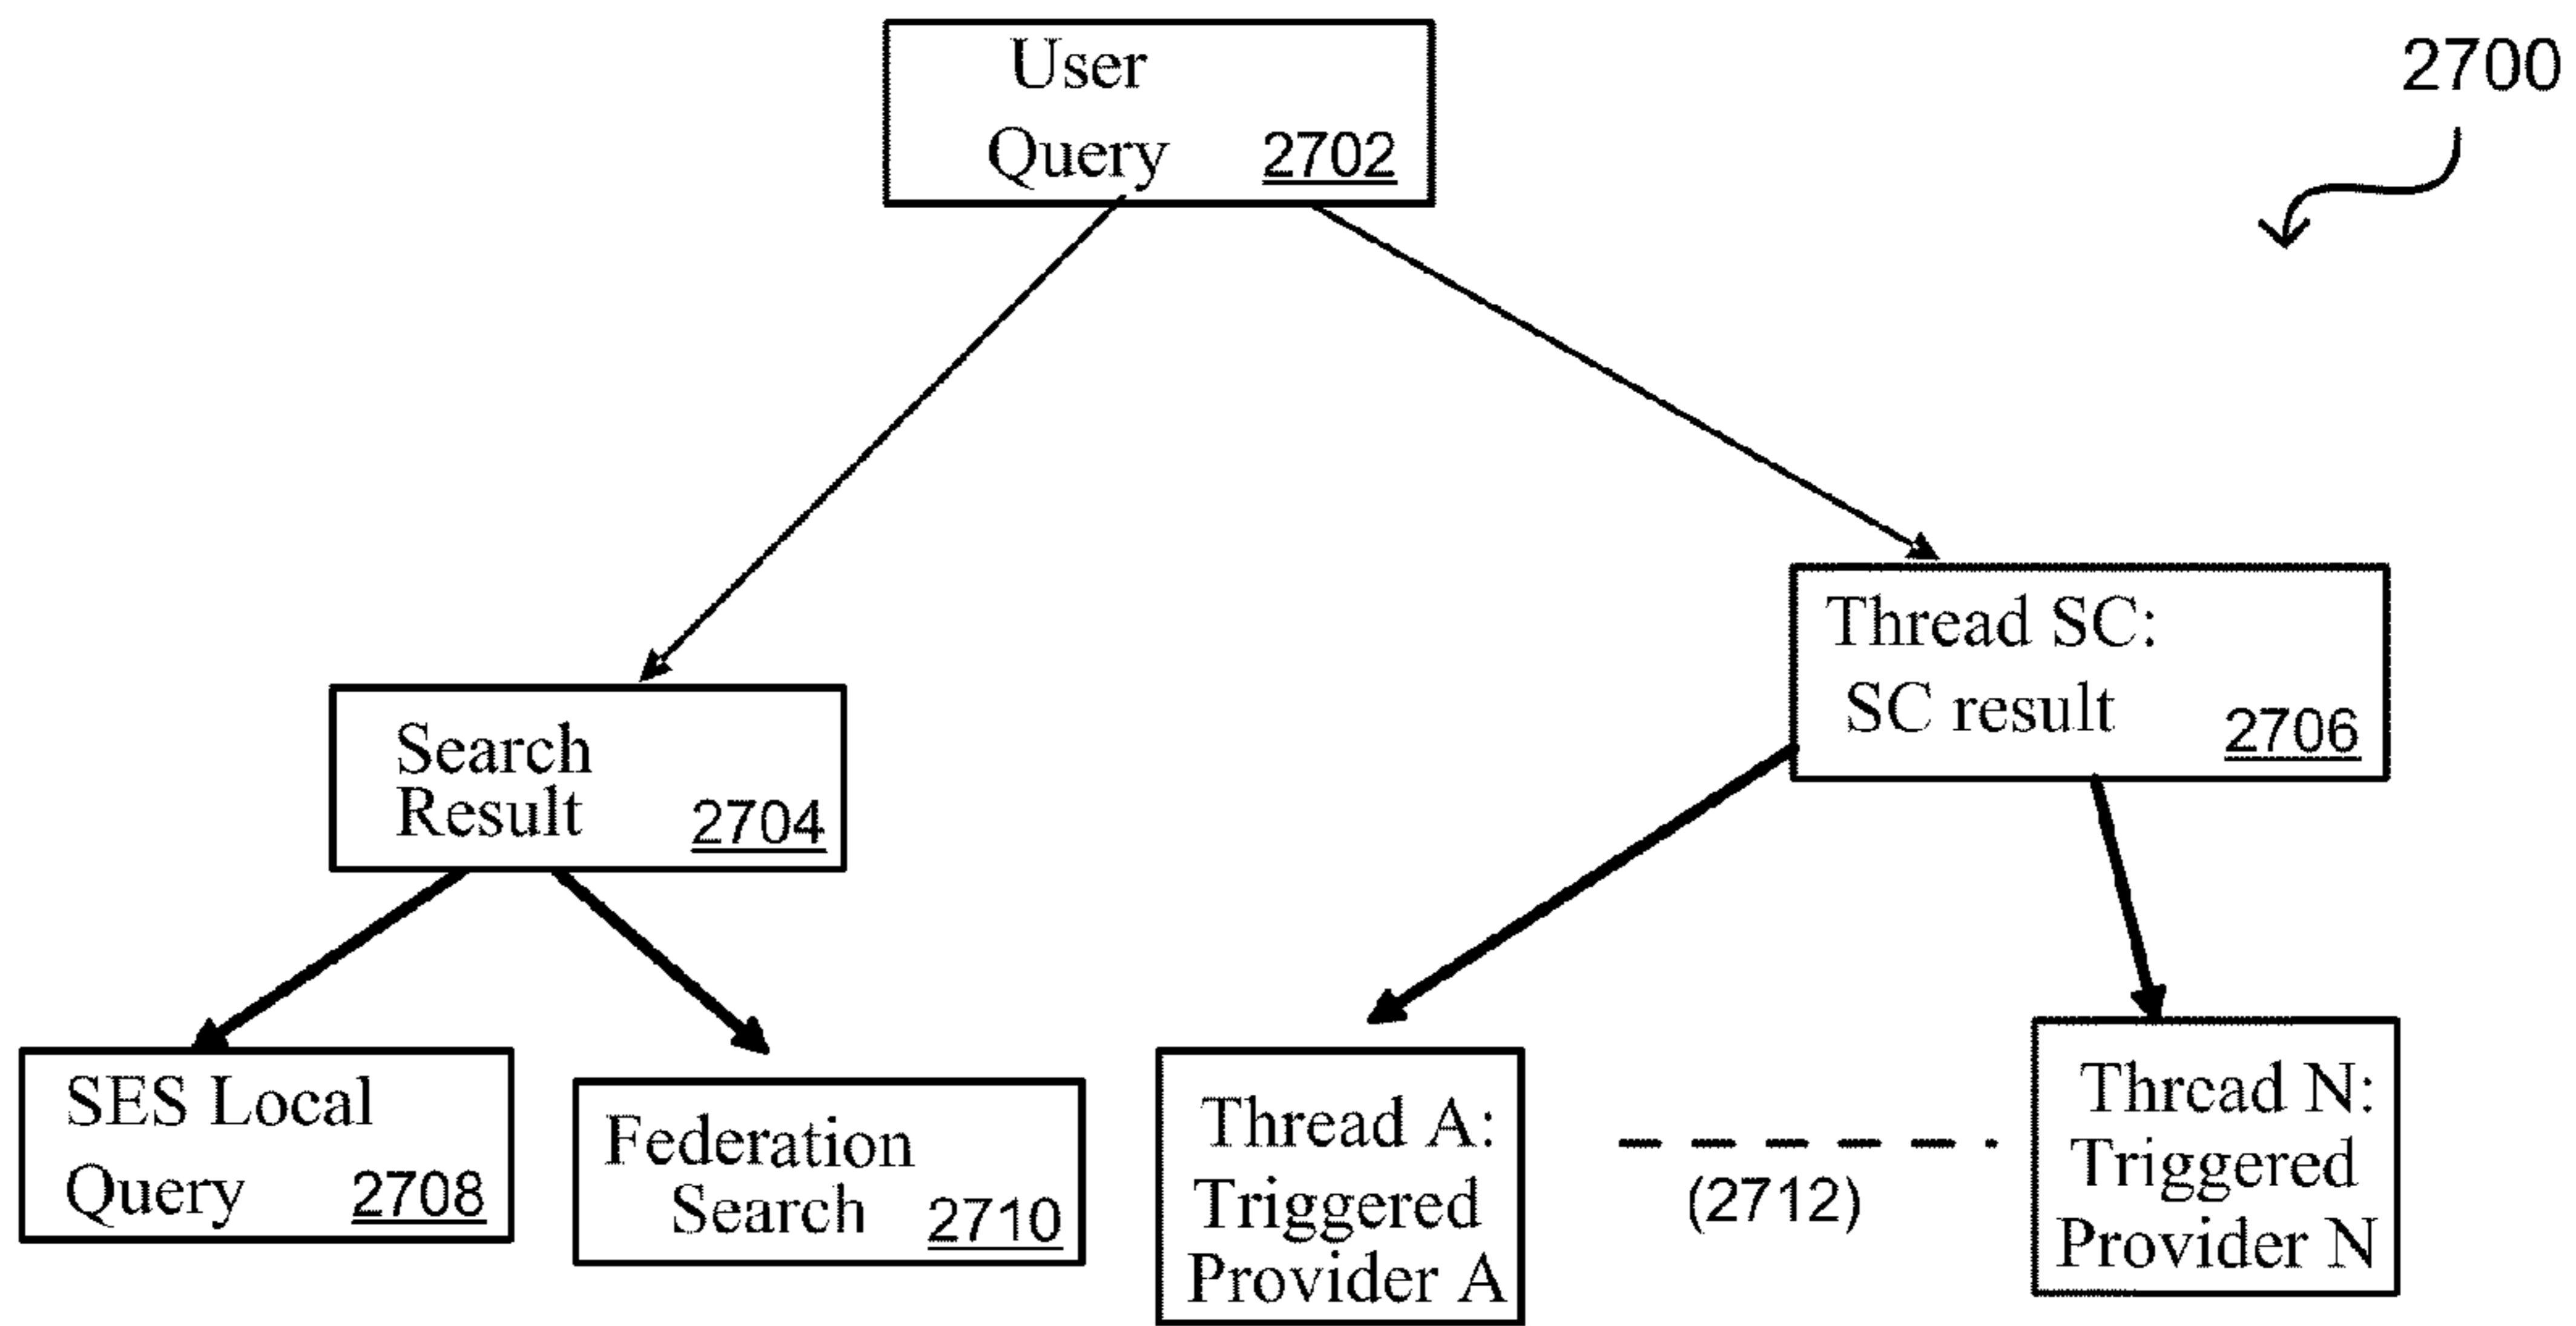 User
Query 2702
2700
Thread SC:
SC result 2706
Search
Result 2704
SES Local
Query 2708
Federation
Search 2710
Thread A:
Triggered
Provider A
(2712)
Thread N:
Triggered
Provider N